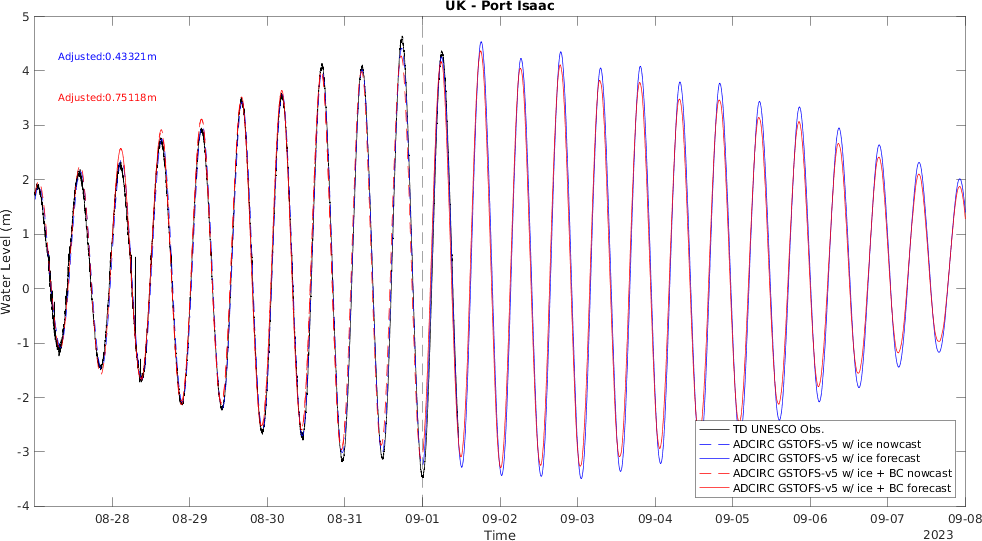 UK - Port Isaac
5
4
3
2
1
0
-1
-2
-3
-4
Water Level (m)
Adjusted:0.43321m
Adjusted:0.75118m
TD UNESCO Obs.
ADCIRC GSTOFS-v5 w/ ice nowcast
ADCIRC GSTOFS-v5 w/ ice forecast
ADCIRC GSTOFS-v5 w/ ice + BC nowcast
ADCIRC GSTOFS-v5 w/ ice + BC forecast
08-28 08-29 08-30 08-31 09-01 09-02 09-03 09-04 09-05 09-06 09-07 09-08
Time
2023